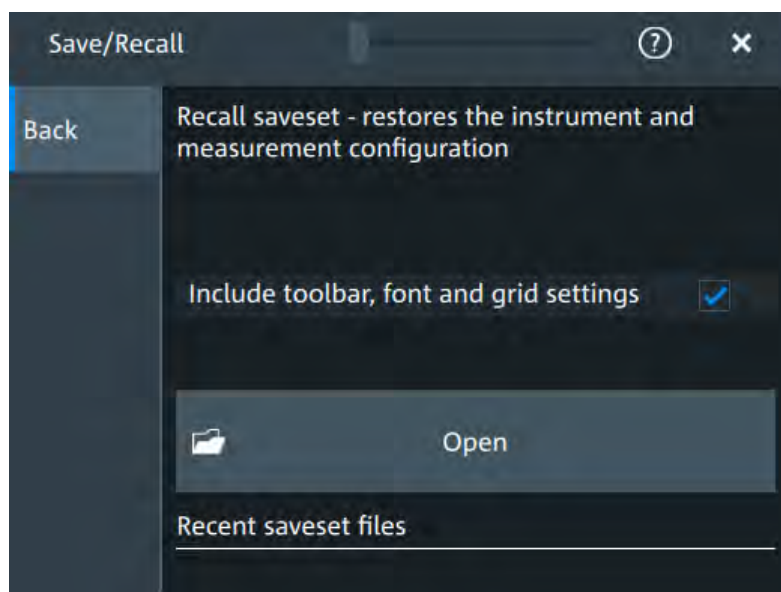 Save/Recall
?
Back
Recall saveset - restores the instrument and
measurement configuration
Include toolbar, font and grid settings
Open
Recent saveset files